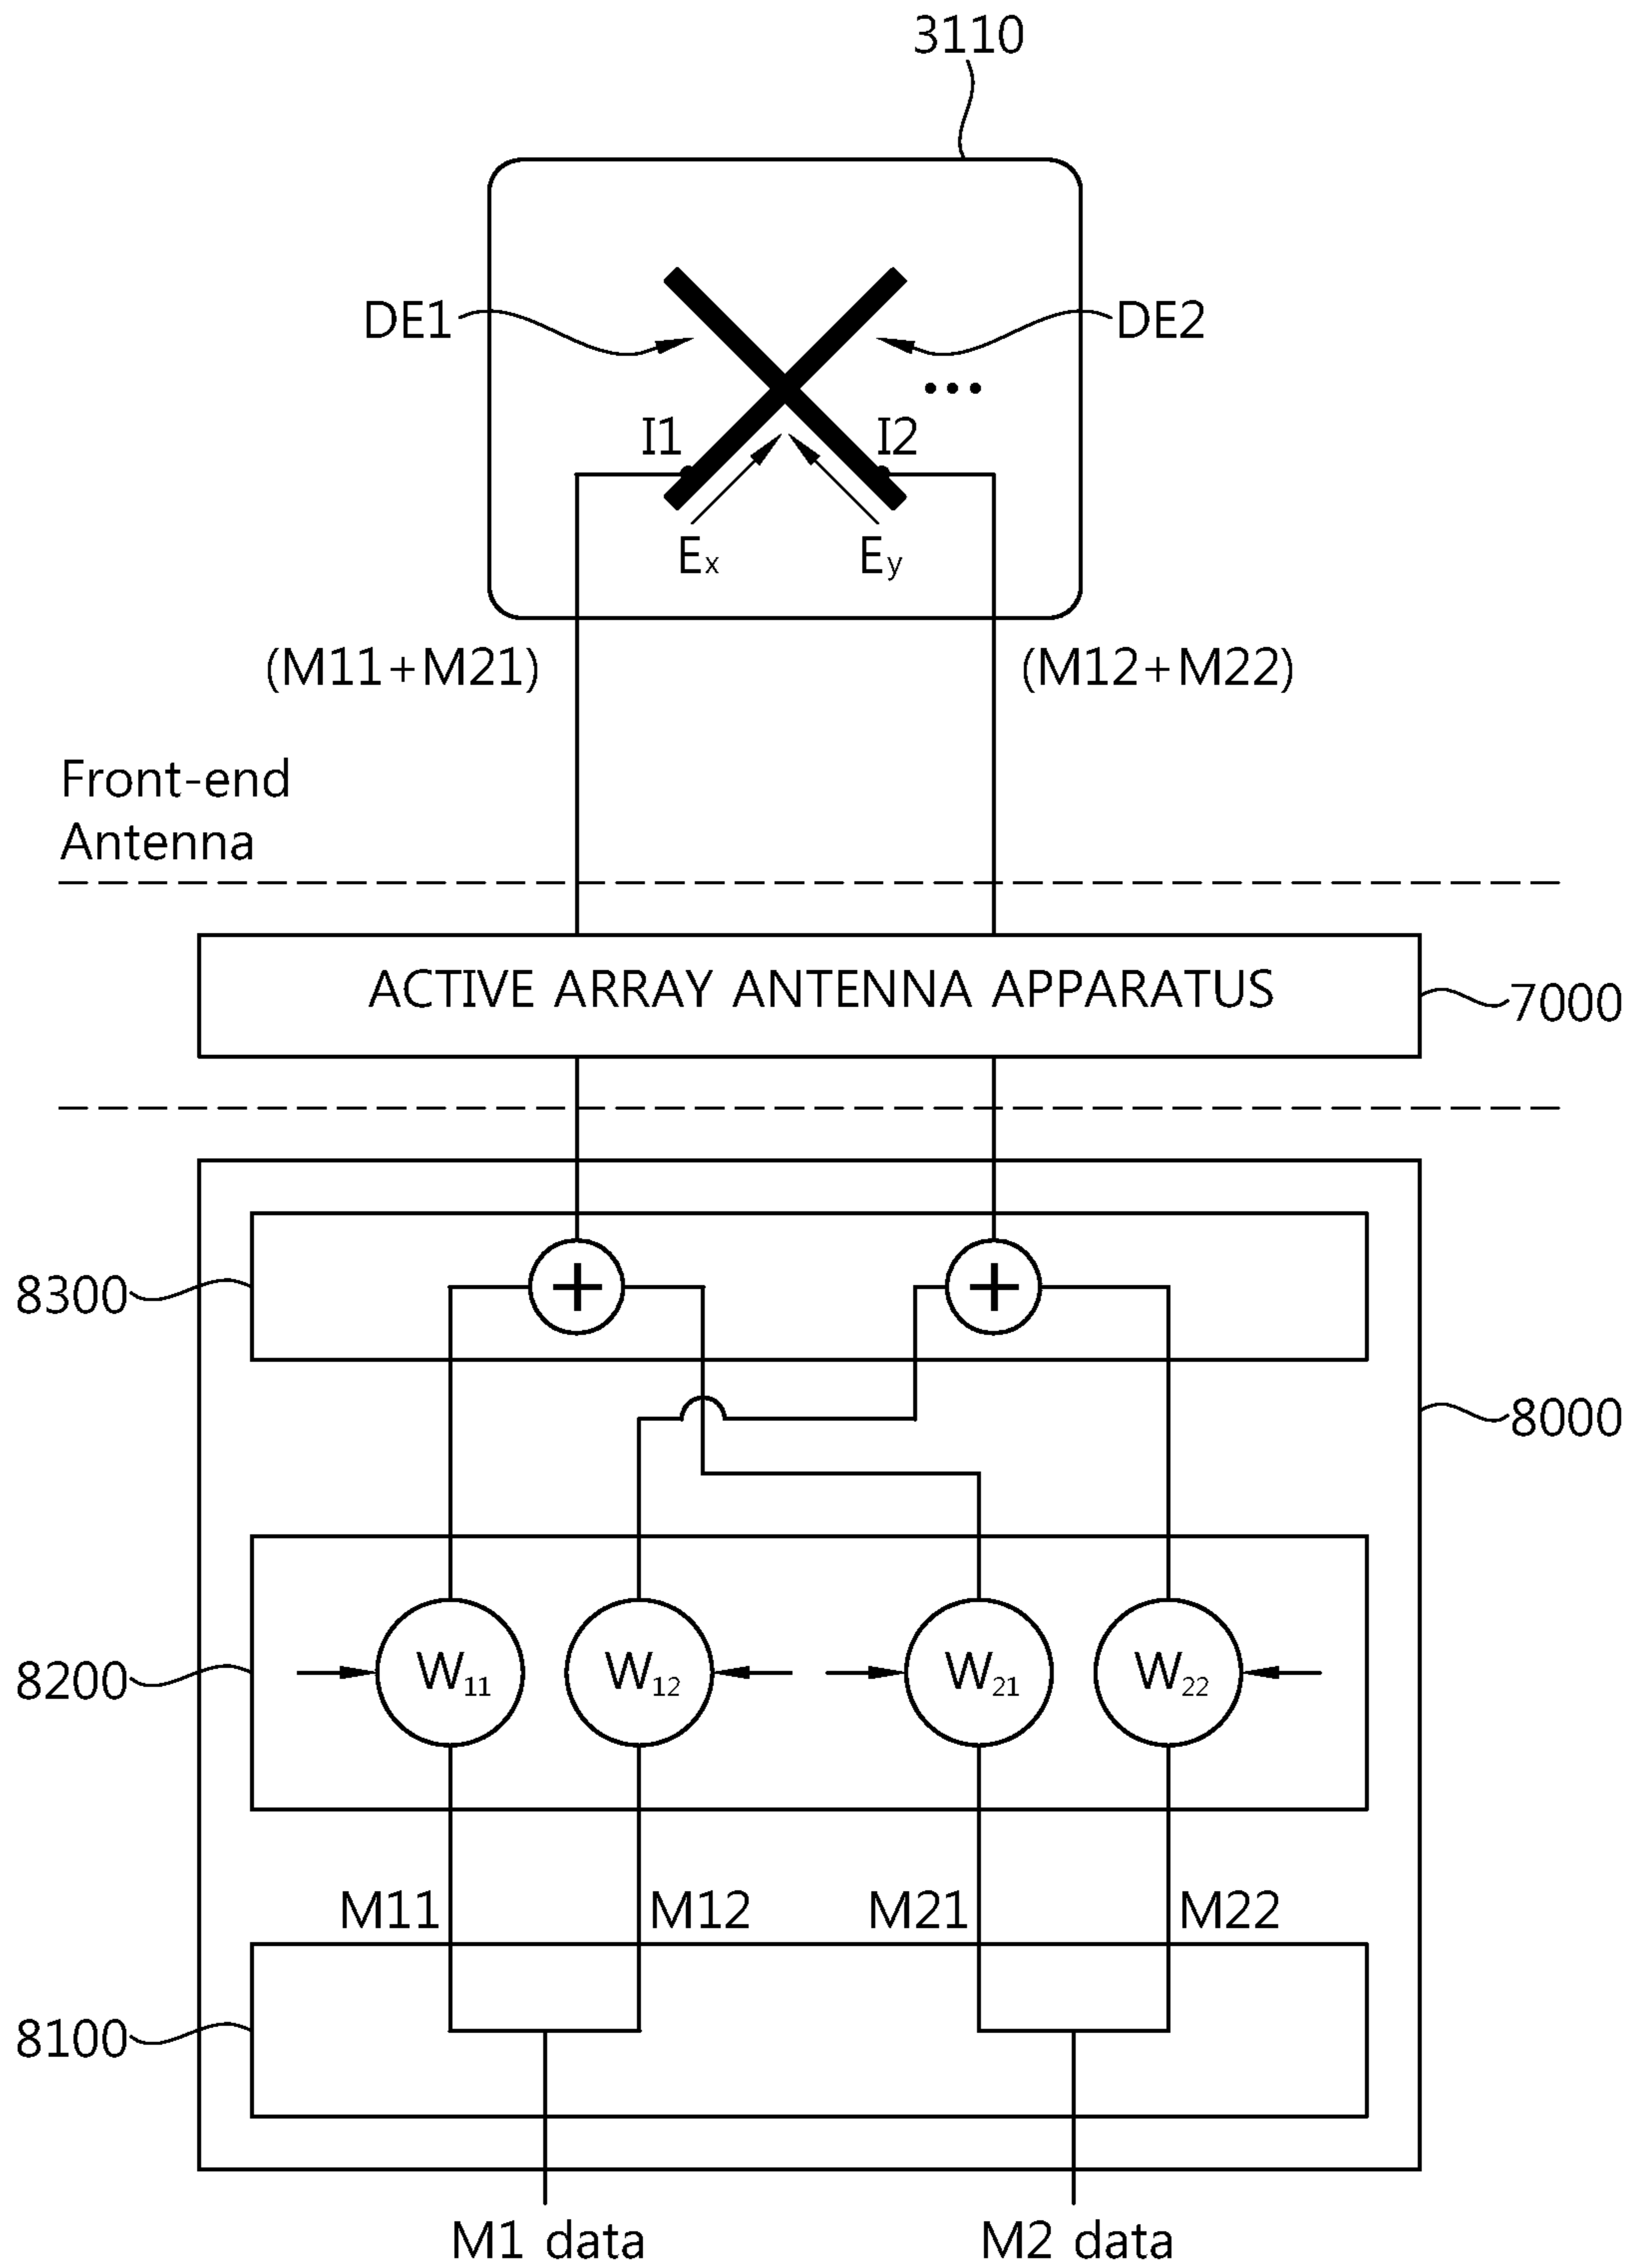 3110
DE1
DE2
I1
I2
Ex
Ey
(M11+M21)
(M12+M22)
Front-end
Antenna
ACTIVE ARRAY ANTENNA APPARATUS
7000
8300
+
+
8000
8200
W11
W12
W21
W22
M11
M12
M21
M22
8100
M1 data
M2 data